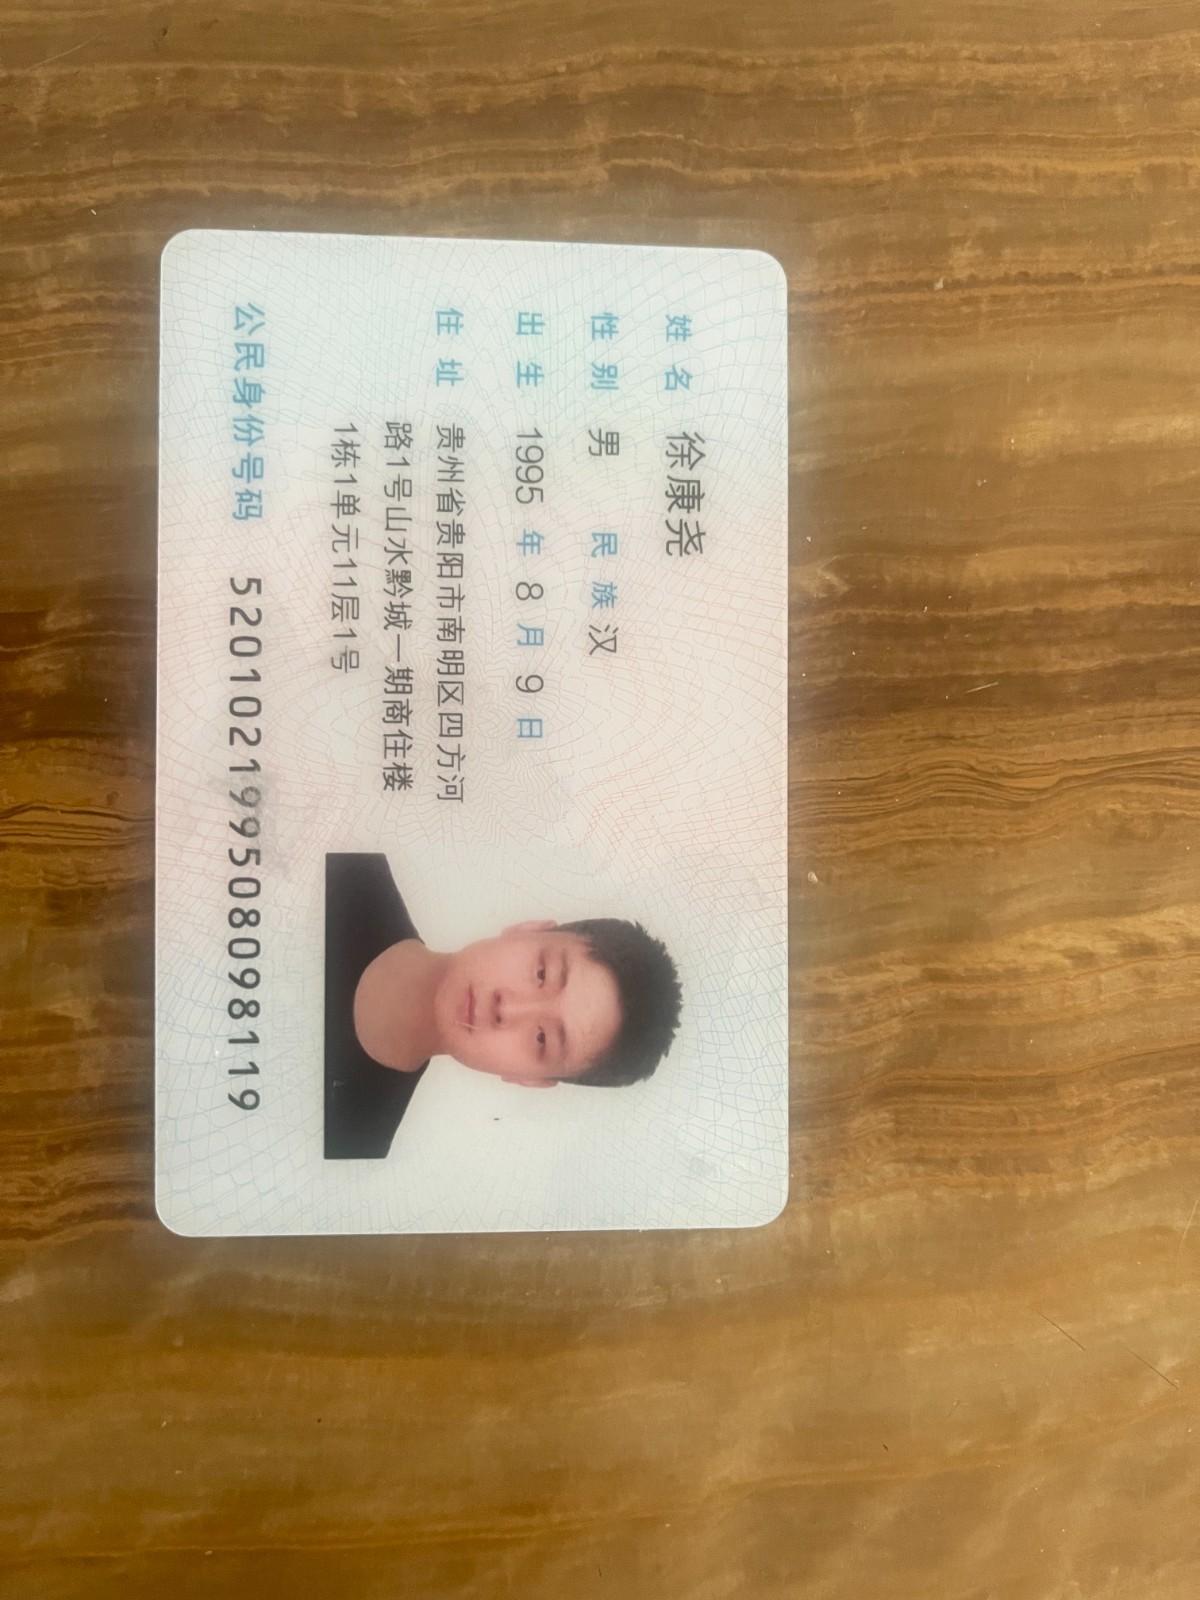 姓名 徐康尧
性别 男 民族 汉
出生 1995 年 8 月 9 日
住址 贵州省贵阳市南明区四方河
路1号山水黔城一期商住楼
1栋1单元11层1号
公民身份号码 520102199508098119